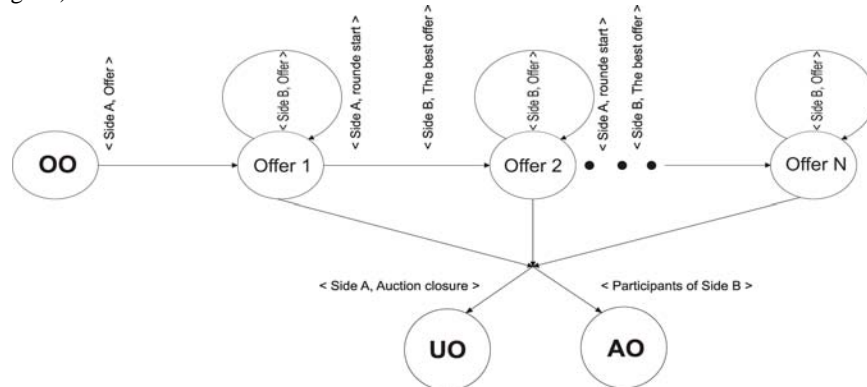 < Side A, Offer >
< Side B, Offer >
< Side A, rounde start >
< Side B, The best offer >
< Side B, Offer >
< Side A, rounde start >
< Side B, The best offer >
< Side B, Offer >
OO
Offer 1
Offer 2
Offer N
< Side A, Auction closure >
< Participants of Side B >
UO
AO